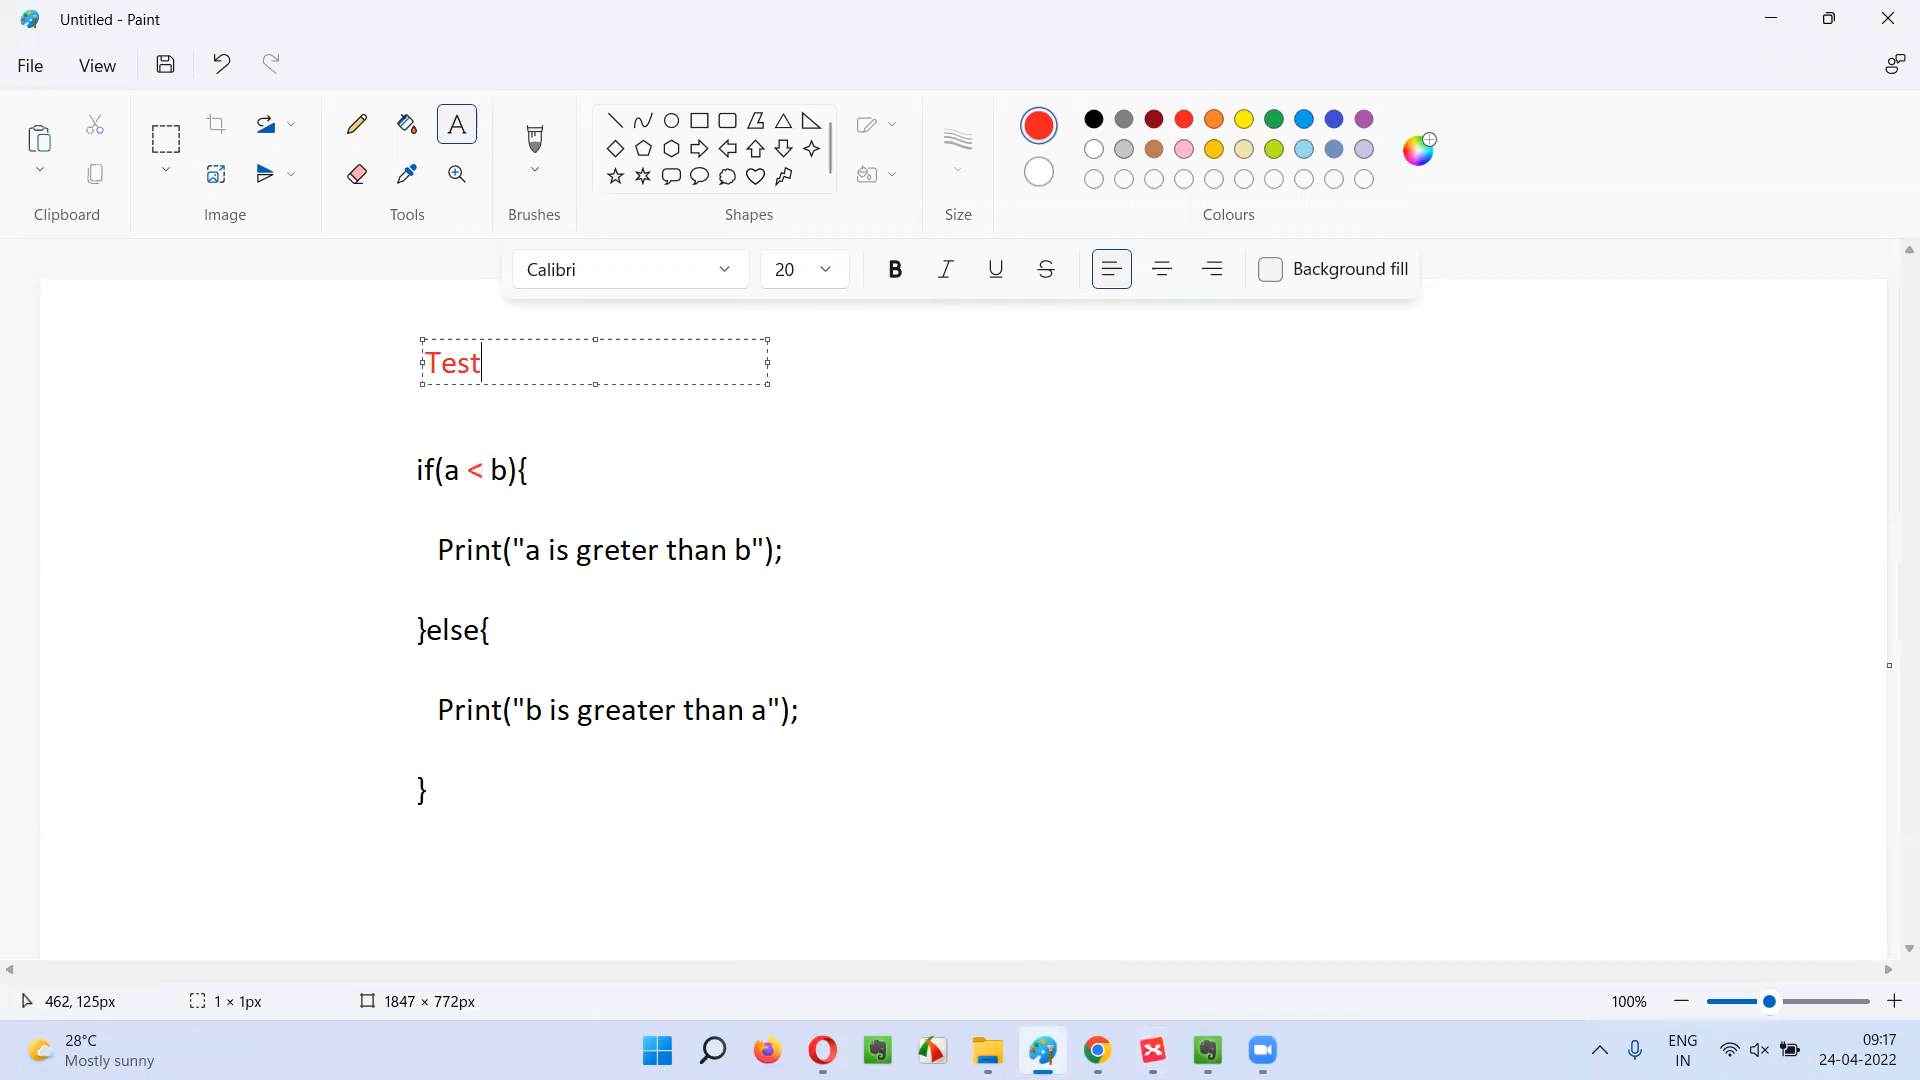 Untitled - Paint
File View
Clipboard Image Tools Brushes Shapes Size Colours
Calibri 20 B I U S Background fill
Test
if(a < b){
Print("a is greter than b");
}else{
Print("b is greater than a");
}
462, 125px 1 × 1px 1847 × 772px 100%
28°C
Mostly sunny
ENG
IN
09:17
24-04-2022